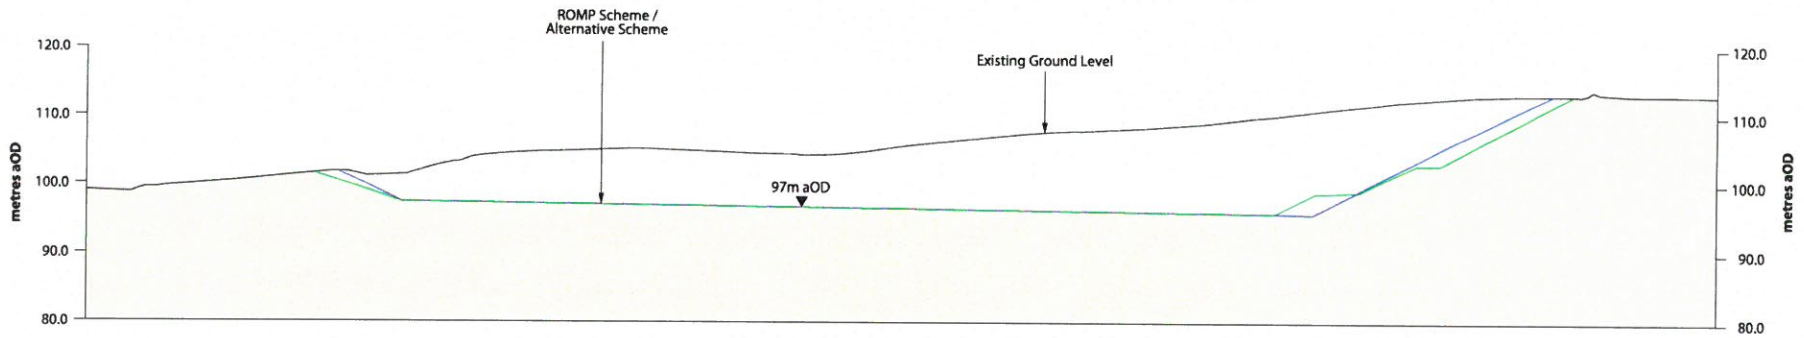 ROMP Scheme /
Alternative Scheme
Existing Ground Level
97m aOD
metres aOD
120.0
110.0
100.0
90.0
80.0
120.0
110.0
100.0
90.0
80.0
metres aOD